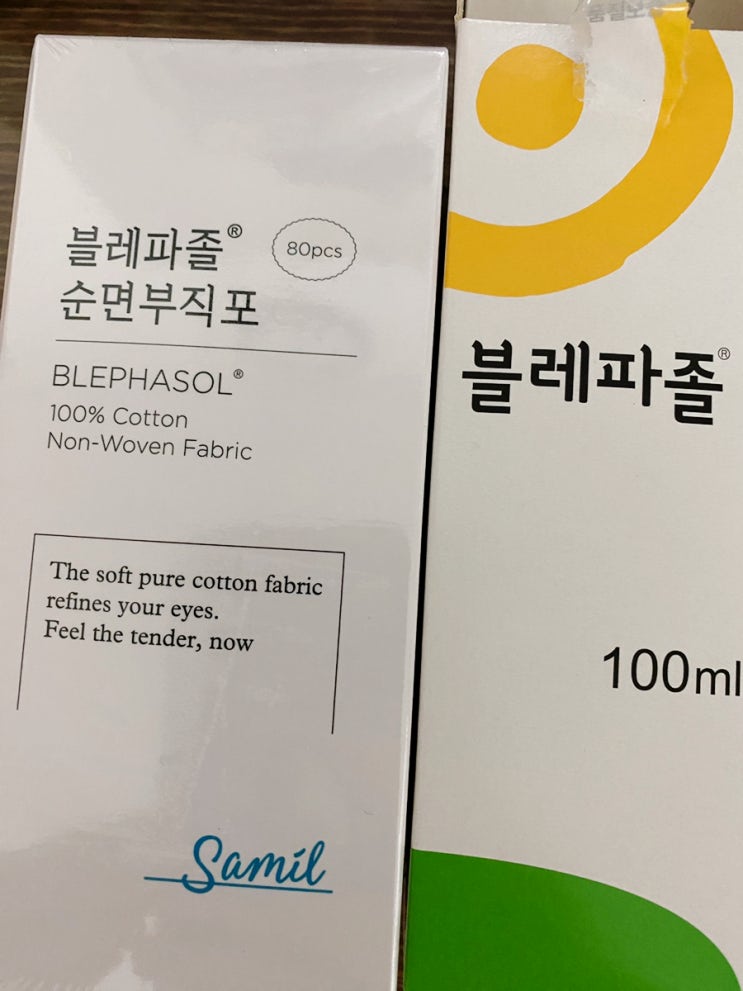 블레파졸®
80pcs
순면부직포
BLEPHASOL®
100% Cotton
Non-Woven Fabric
The soft pure cotton fabric
refines your eyes.
Feel the tender, now
Samil
블레파졸®
100ml